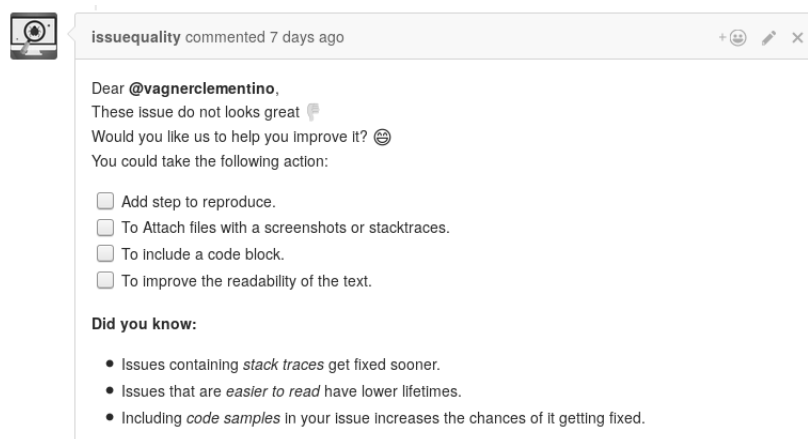 issuequality commented 7 days ago
Dear @vagnerclementino,
These issue do not looks great 👎
Would you like us to help you improve it? 😄
You could take the following action:
Add step to reproduce.
To Attach files with a screenshots or stacktraces.
To include a code block.
To improve the readability of the text.
Did you know:
Issues containing stack traces get fixed sooner.
Issues that are easier to read have lower lifetimes.
Including code samples in your issue increases the chances of it getting fixed.